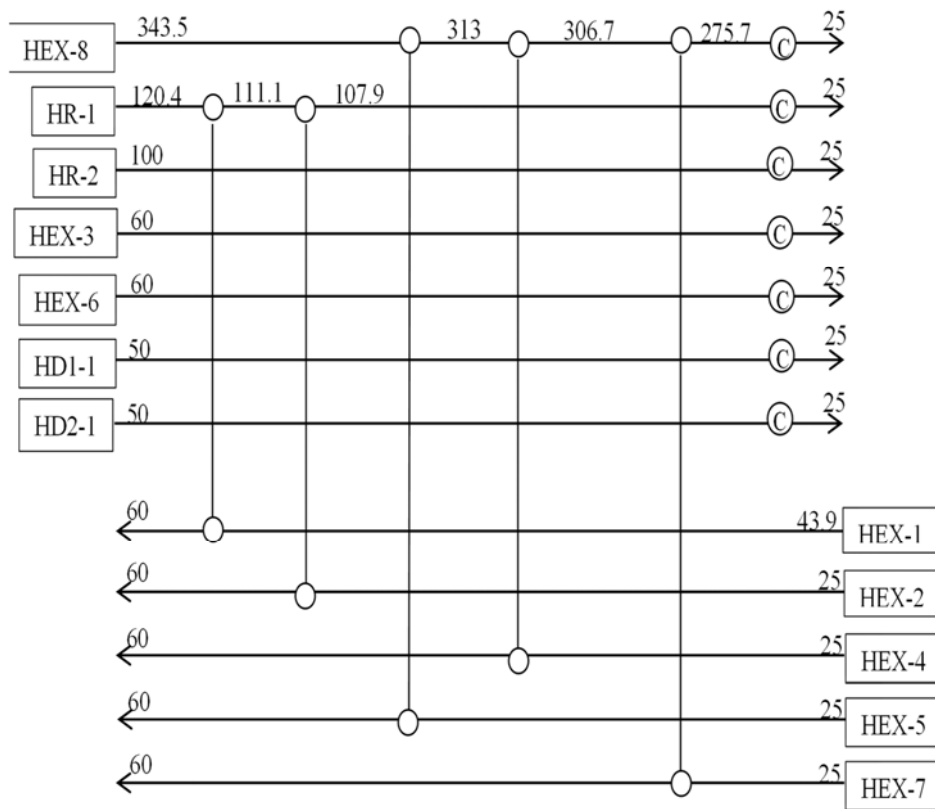 HEX-8 343.5 313 306.7 275.7 C 25
HR-1 120.4 111.1 107.9 C 25
HR-2 100 C 25
HEX-3 60 C 25
HEX-6 60 C 25
HD1-1 50 C 25
HD2-1 50 C 25
60 43.9 HEX-1
60 25 HEX-2
60 25 HEX-4
60 25 HEX-5
60 25 HEX-7